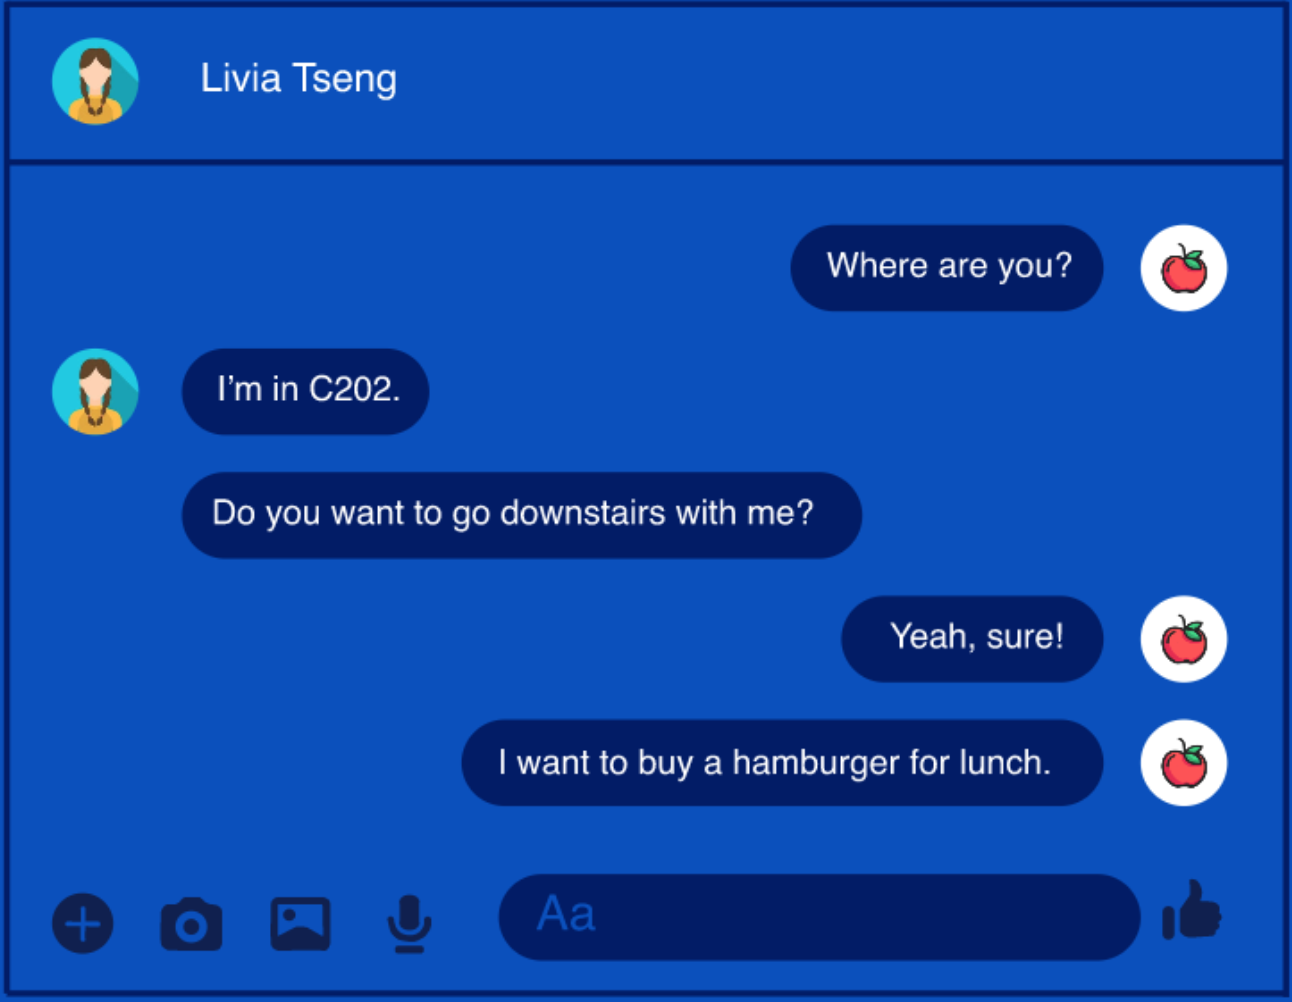 Livia Tseng
Where are you?
I’m in C202.
Do you want to go downstairs with me?
Yeah, sure!
I want to buy a hamburger for lunch.
Aa